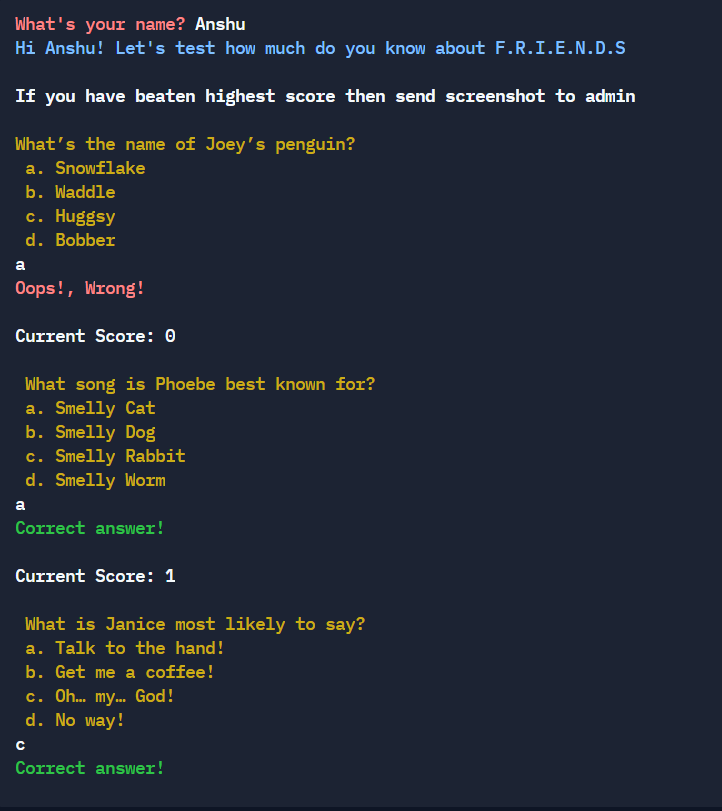 What's your name? Anshu
Hi Anshu! Let's test how much do you know about F.R.I.E.N.D.S
If you have beaten highest score then send screenshot to admin
What’s the name of Joey’s penguin?
a. Snowflake
b. Waddle
c. Huggsy
d. Bobber
a
Oops!, Wrong!
Current Score: 0
What song is Phoebe best known for?
a. Smelly Cat
b. Smelly Dog
c. Smelly Rabbit
d. Smelly Worm
a
Correct answer!
Current Score: 1
What is Janice most likely to say?
a. Talk to the hand!
b. Get me a coffee!
c. Oh… my… God!
d. No way!
c
Correct answer!